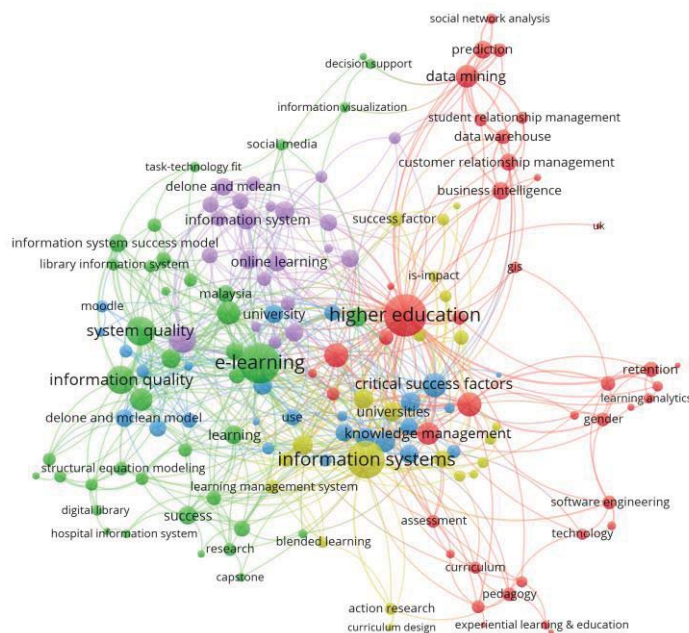 social network analysis
prediction
data mining
decision support
information visualization
student relationship management
data warehouse
social media
customer relationship management
task-technology fit
delone and mclean
business intelligence
information system
success factor
uk
information system success model
online learning
library information system
is-impact
gis
malaysia
moodle
university
higher education
system quality
e-learning
retention
information quality
critical success factors
learning analytics
delone and mclean model
use
universities
gender
learning
knowledge management
information systems
structural equation modeling
learning management system
software engineering
digital library
success
assessment
hospital information system
blended learning
technology
research
capstone
curriculum
pedagogy
action research
curriculum design
experiential learning & education